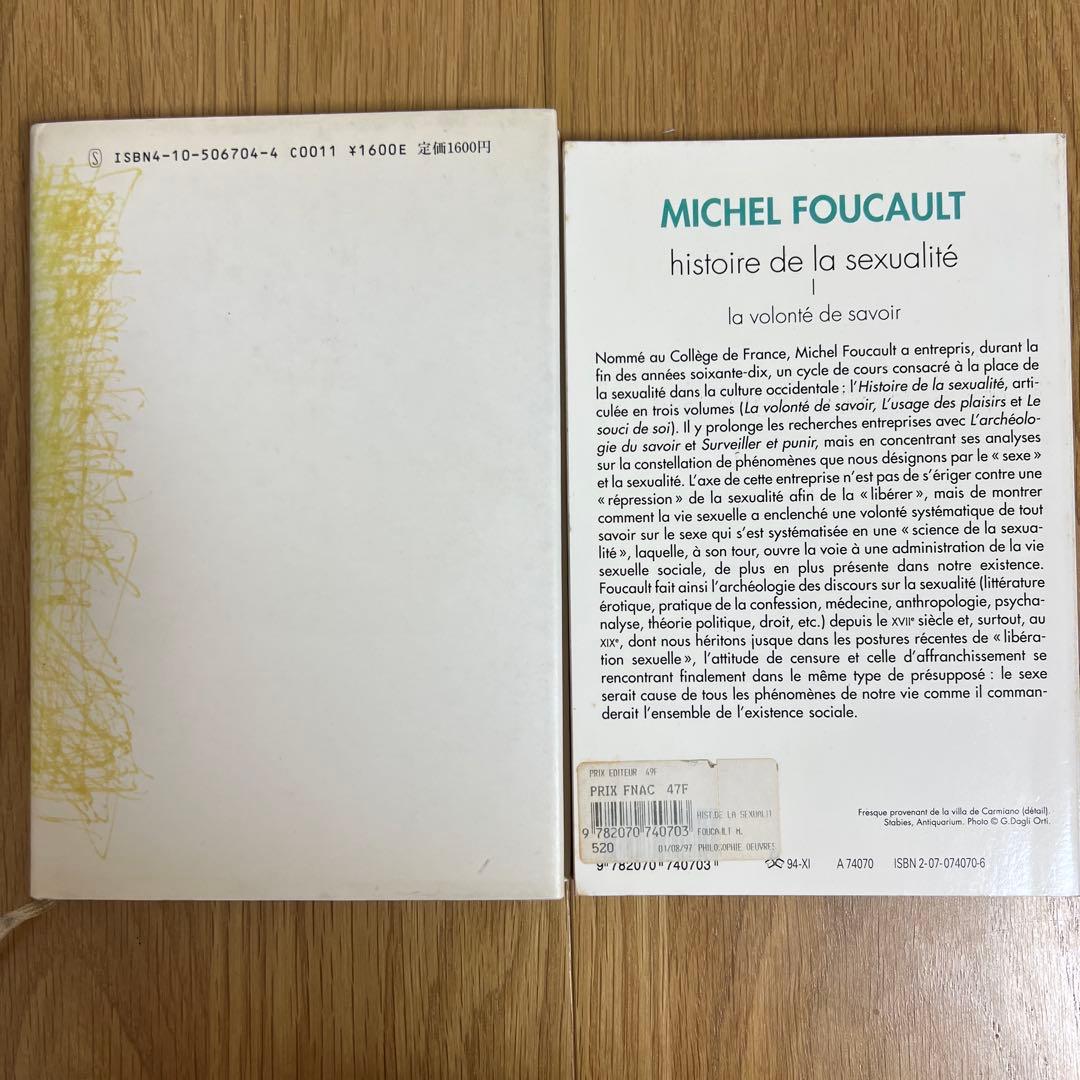 Ⓢ ISBN4-10-506704-4 C0011 ¥1600E 定価1600円
MICHEL FOUCAULT
histoire de la sexualité
I
la volonté de savoir
Nommé au Collège de France, Michel Foucault a entrepris, durant la
fin des années soixante-dix, un cycle de cours consacré à la place de
la sexualité dans la culture occidentale : l'Histoire de la sexualité, arti-
culée en trois volumes (La volonté de savoir, L'usage des plaisirs et Le
souci de soi). Il y prolonge les recherches entreprises avec L'archéolo-
gie du savoir et Surveiller et punir, mais en concentrant ses analyses
sur la constellation de phénomènes que nous désignons par le « sexe »
et la sexualité. L'axe de cette entreprise n'est pas de s'ériger contre une
« répression » de la sexualité afin de la « libérer », mais de montrer
comment la vie sexuelle a enclenché une volonté systématique de tout
savoir sur le sexe qui s'est systématisée en une « science de la sexua-
lité », laquelle, à son tour, ouvre la voie à une administration de la vie
sexuelle sociale, de plus en plus présente dans notre existence.
Foucault fait ainsi l'archéologie des discours sur la sexualité (littérature
érotique, pratique de la confession, médecine, anthropologie, psycha-
nalyse, théorie politique, droit, etc.) depuis le XVIIe siècle et, surtout, au
XIXe, dont nous héritons jusque dans les postures récentes de « libéra-
tion sexuelle », l'attitude de censure et celle d'affranchissement se
rencontrant finalement dans le même type de présupposé : le sexe
serait cause de tous les phénomènes de notre vie comme il comman-
derait l'ensemble de l'existence sociale.
PRIX EDITEUR 49F
PRIX FNAC 47F
HIST.DE LA SEXUALIT
9 782070 740703 FOUCAULT M.
520 01/08/97 PHILOSOPHIE OEUVRES
Fresque provenant de la villa de Carmiano (détail).
Stabies, Antiquarium. Photo © G.Dagli Orti.
9 782070 740703 94-XI A 74070 ISBN 2-07-074070-6